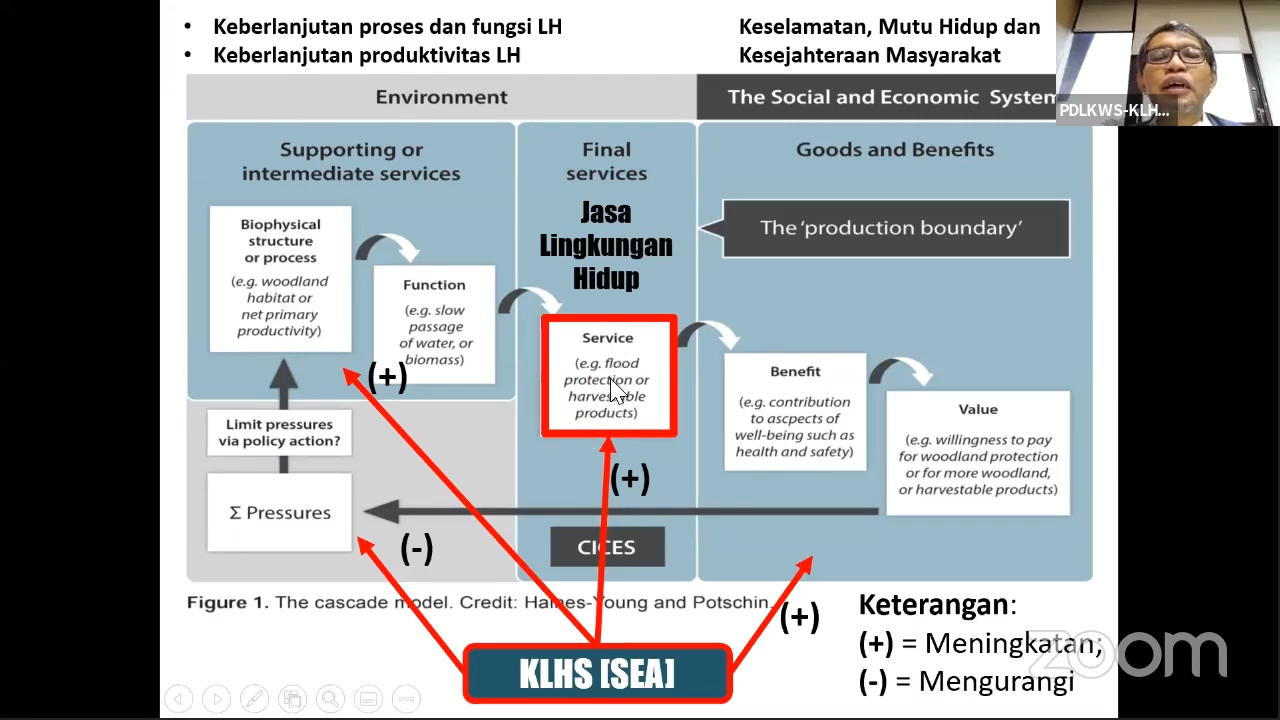 • Keberlanjutan proses dan fungsi LH
• Keberlanjutan produktivitas LH
Keselamatan, Mutu Hidup dan
Kesejahteraan Masyarakat
PDLKWS-KLH...
Environment
The Social and Economic System
Supporting or
intermediate services
Final
services
Goods and Benefits
Jasa
Lingkungan
Hidup
The ‘production boundary’
Biophysical
structure
or process
(e.g. woodland
habitat or
net primary
productivity)
Function
(e.g. slow
passage
of water, or
biomass)
Service
(e.g. flood
protection or
harvestable
products)
Benefit
(e.g. contribution
to aspcpects of
well-being such as
health and safety)
Value
(e.g. willingness to pay
for woodland protection
or for more woodland,
or harvestable products)
(+)
Limit pressures
via policy action?
(+)
Σ Pressures
(-)
CICES
Figure 1. The cascade model. Credit: Haines-Young and Potschin.
(+)
Keterangan:
(+) = Meningkatan;
(-) = Mengurangi
KLHS [SEA]
zoom